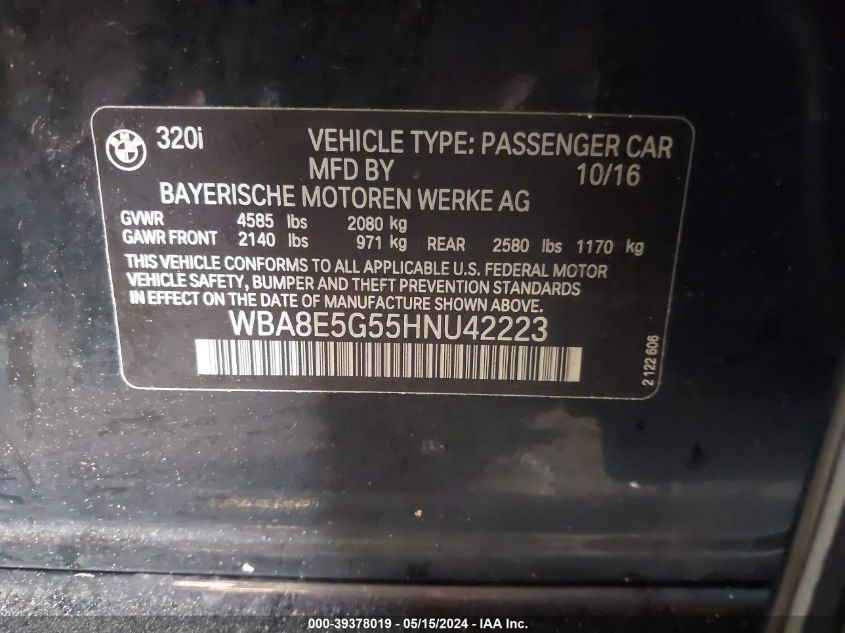 320i VEHICLE TYPE: PASSENGER CAR
MFD BY 10/16
BAYERISCHE MOTOREN WERKE AG
GVWR 4585 lbs 2080 kg
GAWR FRONT 2140 lbs 971 kg REAR 2580 lbs 1170 kg
THIS VEHICLE CONFORMS TO ALL APPLICABLE U.S. FEDERAL MOTOR
VEHICLE SAFETY, BUMPER AND THEFT PREVENTION STANDARDS
IN EFFECT ON THE DATE OF MANUFACTURE SHOWN ABOVE.
WBA8E5G55HNU42223
2 122 606
000-39378019 - 05/15/2024 - IAA Inc.